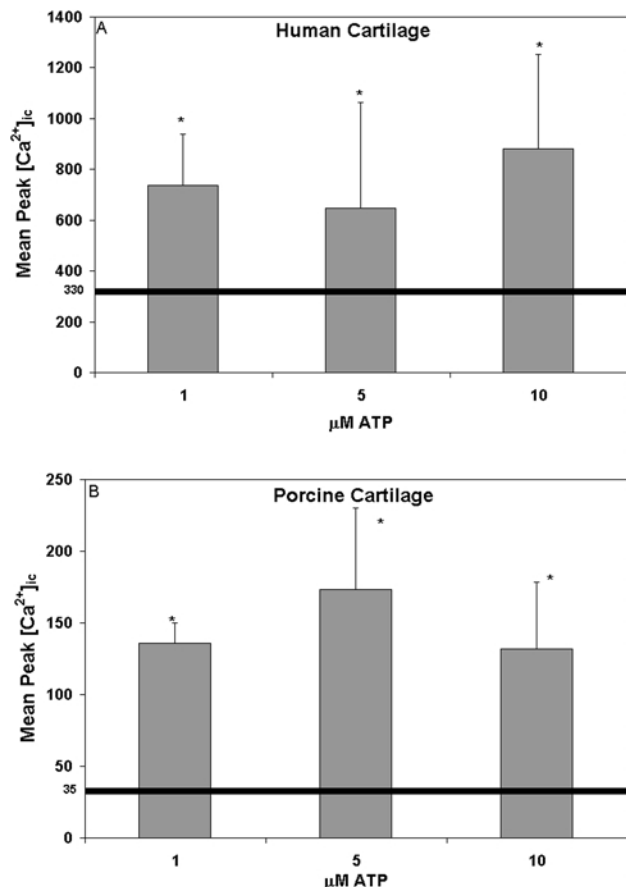 A
Human Cartilage
Mean Peak [Ca²⁺]ic
1400
1200
1000
800
600
400
330
200
0
*
*
*
1 5 10
µM ATP
B
Porcine Cartilage
Mean Peak [Ca²⁺]ic
250
200
150
100
50
35
0
*
*
*
1 5 10
µM ATP